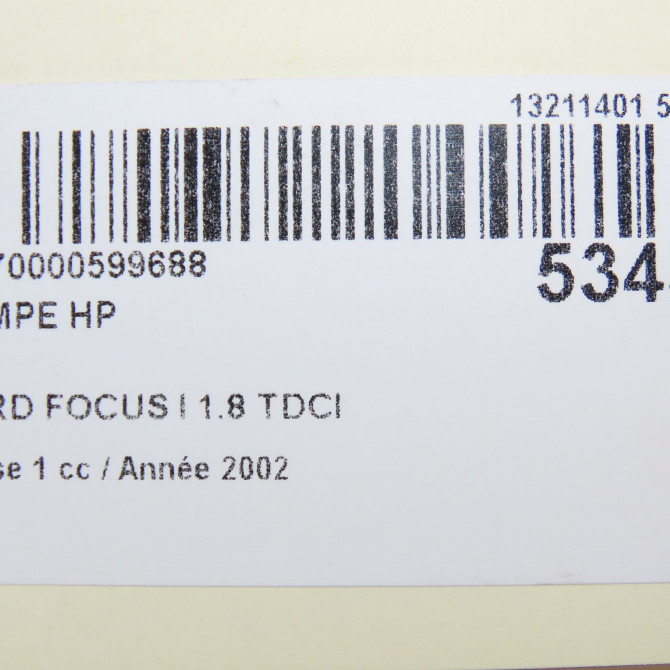 13211401 5
70000599688
534
MPE HP
RD FOCUS I 1.8 TDCI
se 1 cc / Année 2002